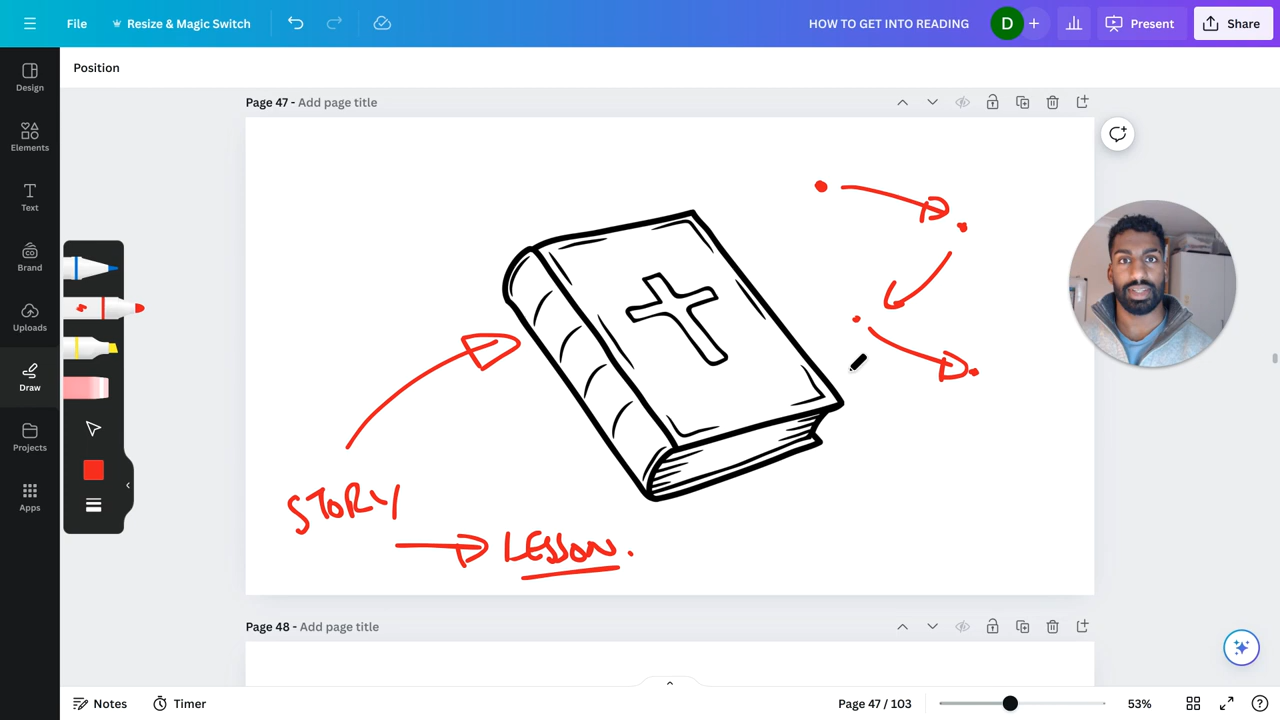 File
Resize & Magic Switch
HOW TO GET INTO READING
D
+
Present
Share
Position
Design
Elements
Text
Brand
Uploads
Draw
Projects
Apps
Page 47 - Add page title
STORY
LESSON.
Page 48 - Add page title
Notes
Timer
Page 47 / 103
53%